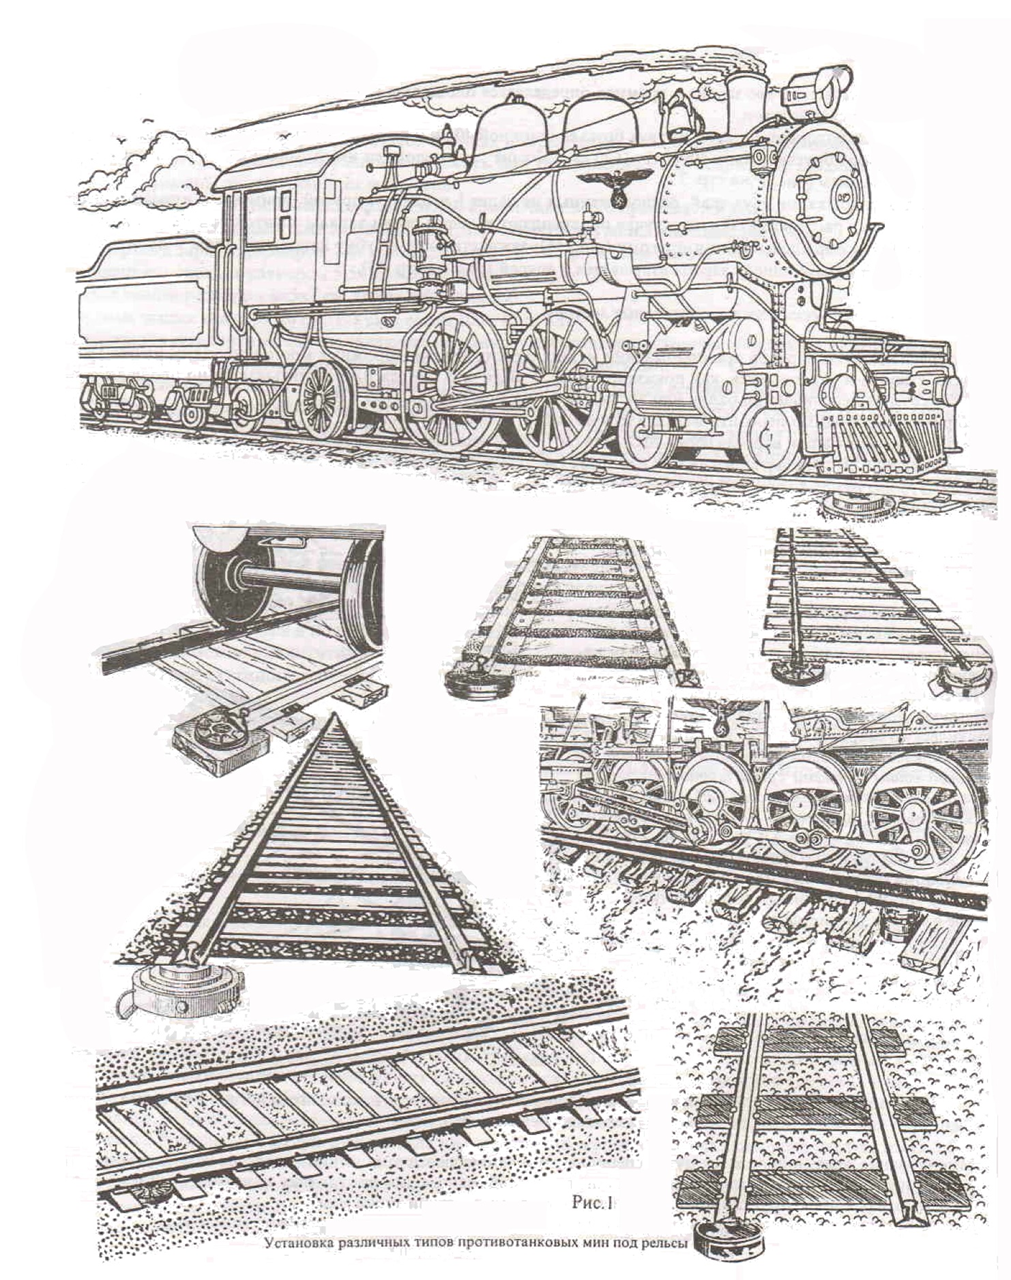 Рис.1
Установка различных типов противотанковых мин под рельсы